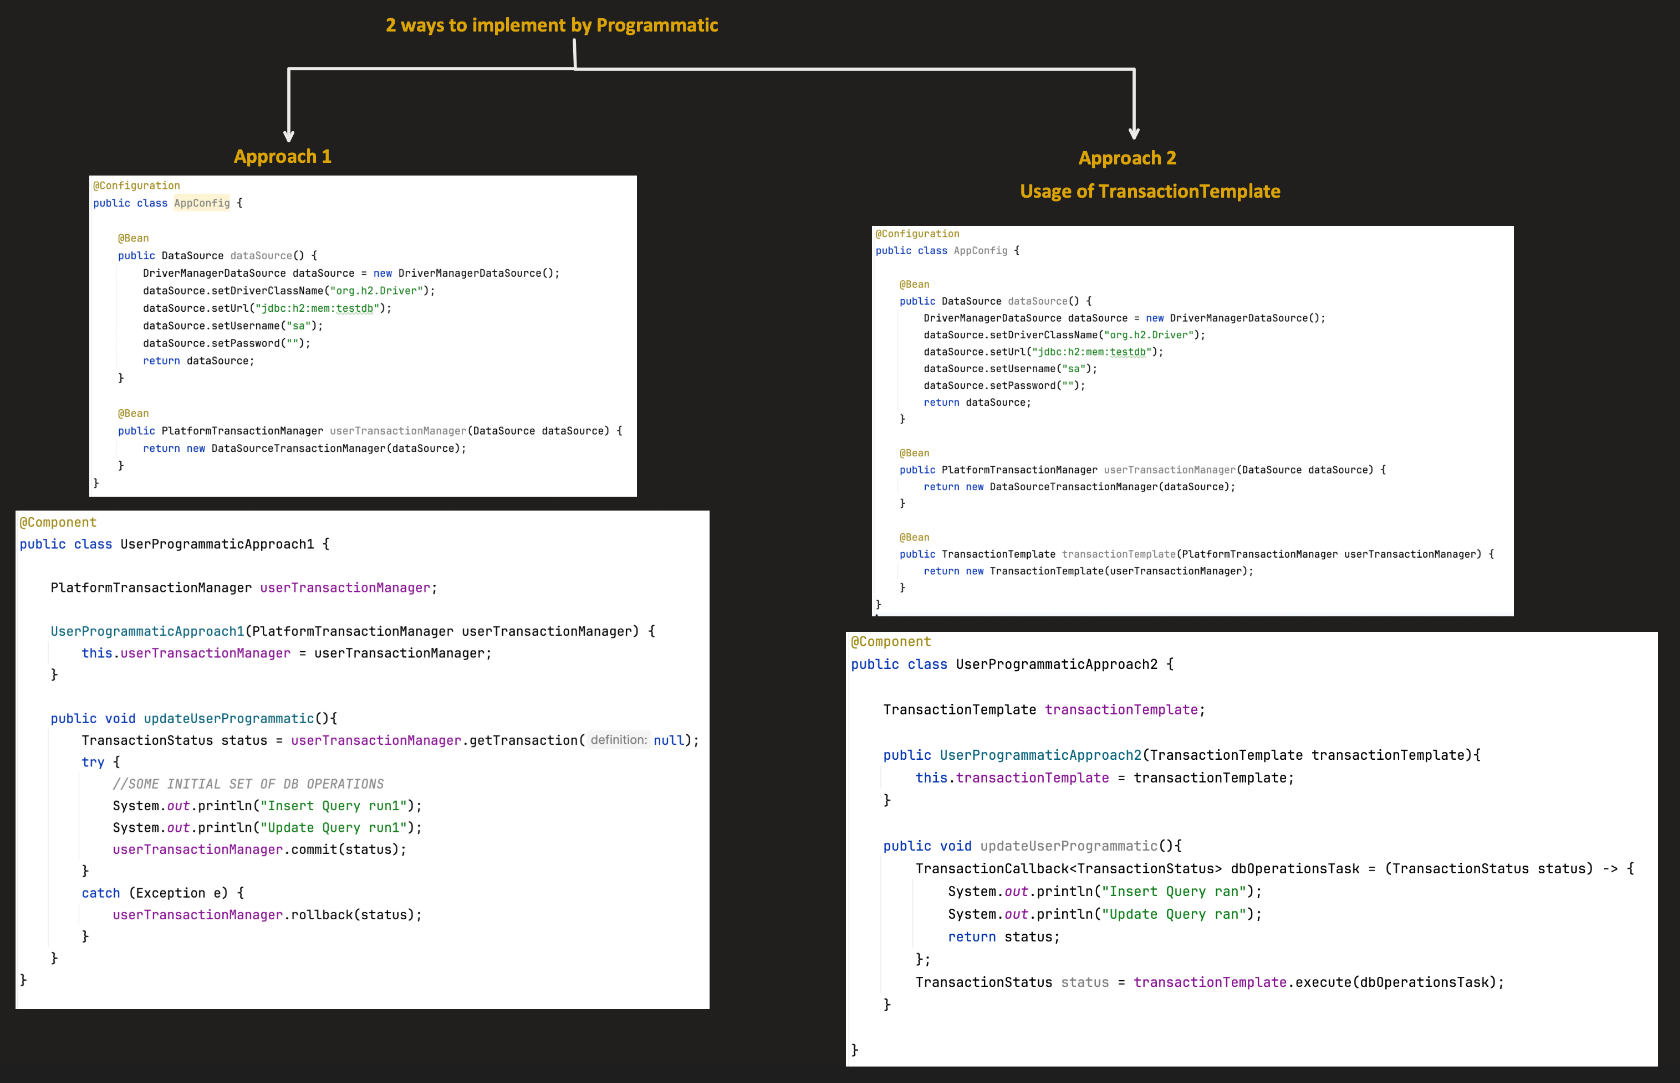 2 ways to implement by Programmatic
Approach 1
@Configuration
public class AppConfig {
@Bean
public DataSource dataSource() {
DriverManagerDataSource dataSource = new DriverManagerDataSource();
dataSource.setDriverClassName("org.h2.Driver");
dataSource.setUrl("jdbc:h2:mem:testdb");
dataSource.setUsername("sa");
dataSource.setPassword("");
return dataSource;
}
@Bean
public PlatformTransactionManager userTransactionManager(DataSource dataSource) {
return new DataSourceTransactionManager(dataSource);
}
}
@Component
public class UserProgrammaticApproach1 {
PlatformTransactionManager userTransactionManager;
UserProgrammaticApproach1(PlatformTransactionManager userTransactionManager) {
this.userTransactionManager = userTransactionManager;
}
public void updateUserProgrammatic(){
TransactionStatus status = userTransactionManager.getTransaction( definition: null);
try {
//SOME INITIAL SET OF DB OPERATIONS
System.out.println("Insert Query run1");
System.out.println("Update Query run1");
userTransactionManager.commit(status);
}
catch (Exception e) {
userTransactionManager.rollback(status);
}
}
}
Approach 2
Usage of TransactionTemplate
@Configuration
public class AppConfig {
@Bean
public DataSource dataSource() {
DriverManagerDataSource dataSource = new DriverManagerDataSource();
dataSource.setDriverClassName("org.h2.Driver");
dataSource.setUrl("jdbc:h2:mem:testdb");
dataSource.setUsername("sa");
dataSource.setPassword("");
return dataSource;
}
@Bean
public PlatformTransactionManager userTransactionManager(DataSource dataSource) {
return new DataSourceTransactionManager(dataSource);
}
@Bean
public TransactionTemplate transactionTemplate(PlatformTransactionManager userTransactionManager) {
return new TransactionTemplate(userTransactionManager);
}
}
@Component
public class UserProgrammaticApproach2 {
TransactionTemplate transactionTemplate;
public UserProgrammaticApproach2(TransactionTemplate transactionTemplate){
this.transactionTemplate = transactionTemplate;
}
public void updateUserProgrammatic(){
TransactionCallback<TransactionStatus> dbOperationsTask = (TransactionStatus status) -> {
System.out.println("Insert Query ran");
System.out.println("Update Query ran");
return status;
};
TransactionStatus status = transactionTemplate.execute(dbOperationsTask);
}
}